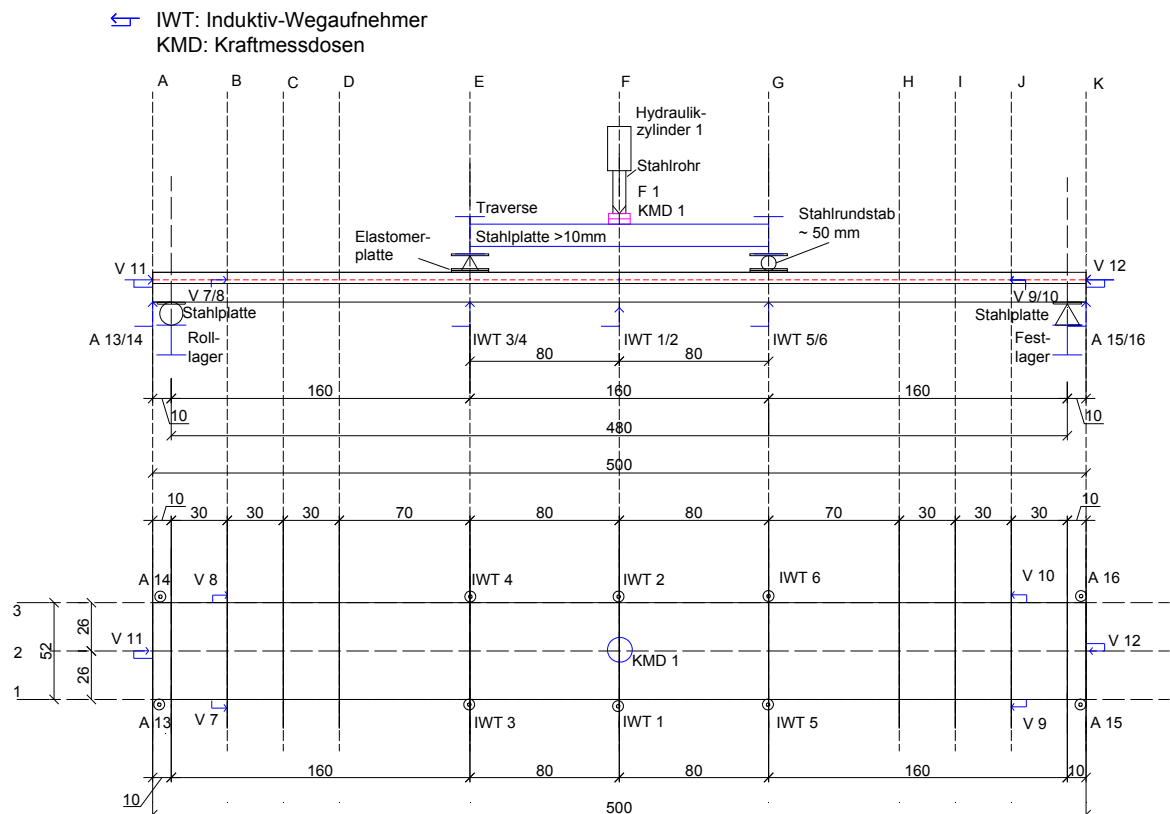 IWT: Induktiv-Wegaufnehmer
KMD: Kraftmessdosen
A B C D E F G H I J K
Hydraulik-
zylinder 1
Stahlrohr
F 1
KMD 1
Traverse
Stahlplatte >10mm
Stahlrundstab
~ 50 mm
Elastomer-
platte
V 11
V 12
V 7/8
V 9/10
Stahlplatte
Stahlplatte
A 13/14
Roll-
lager
IWT 3/4
IWT 1/2
IWT 5/6
Fest-
lager
A 15/16
80 80
160 160 160
10 10
480
500
10 10
30 30 30 70 80 80 70 30 30 30
A 14 V 8 IWT 4 IWT 2 IWT 6 V 10 A 16
3
26
52
V 11
V 12
2
KMD 1
26
1
A 13 V 7 IWT 3 IWT 1 IWT 5 V 9 A 15
160 80 80 160 10
10
500